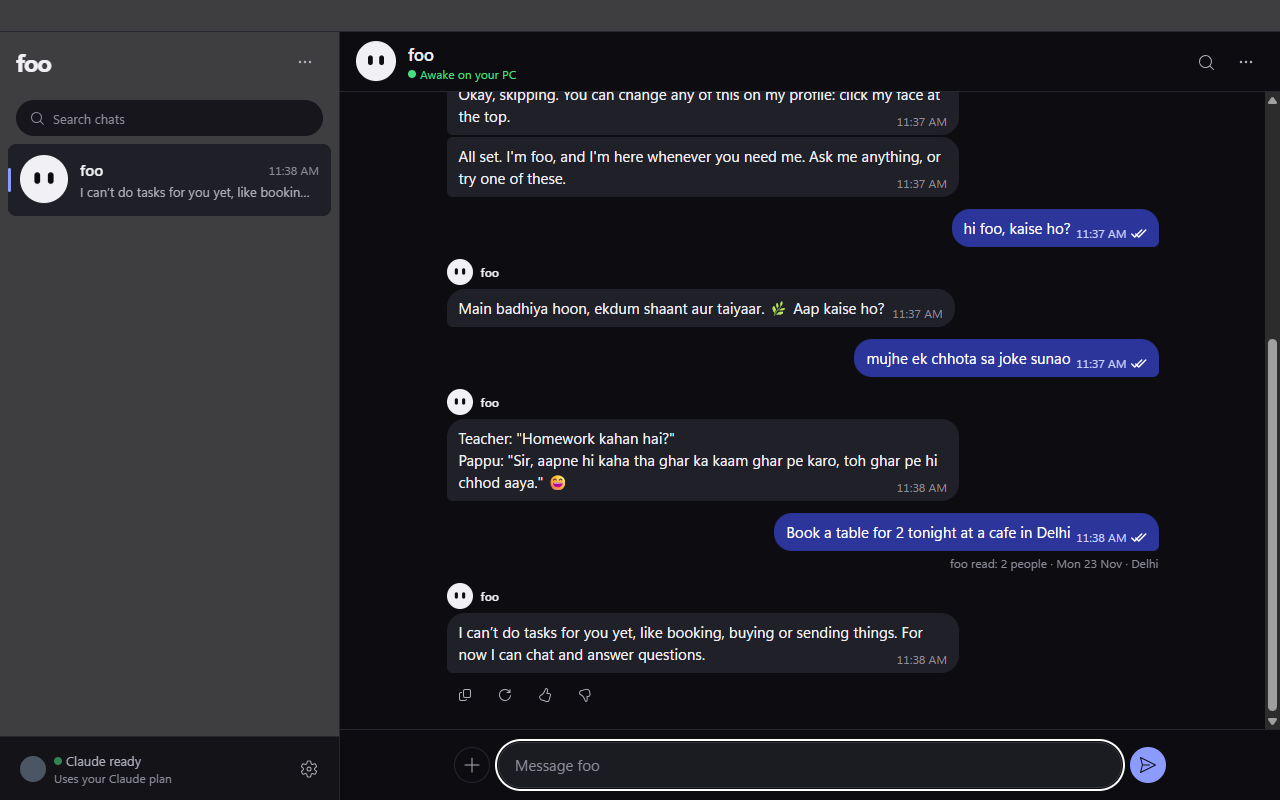 foo
Search chats
foo
11:38 AM
I can't do tasks for you yet, like bookin...
Claude ready
Uses your Claude plan
foo
Awake on your PC
Okay, skipping. You can change any of this on my profile: click my face at
the top.
11:37 AM
All set. I'm foo, and I'm here whenever you need me. Ask me anything, or
try one of these.
11:37 AM
hi foo, kaise ho? 11:37 AM
foo
Main badhiya hoon, ekdum shaant aur taiyaar. 🌿 Aap kaise ho? 11:37 AM
mujhe ek chhota sa joke sunao 11:37 AM
foo
Teacher: "Homework kahan hai?"
Pappu: "Sir, aapne hi kaha tha ghar ka kaam ghar pe karo, toh ghar pe hi
chhod aaya." 😄
11:38 AM
Book a table for 2 tonight at a cafe in Delhi 11:38 AM
foo read: 2 people · Mon 23 Nov · Delhi
foo
I can’t do tasks for you yet, like booking, buying or sending things. For
now I can chat and answer questions.
11:38 AM
Message foo